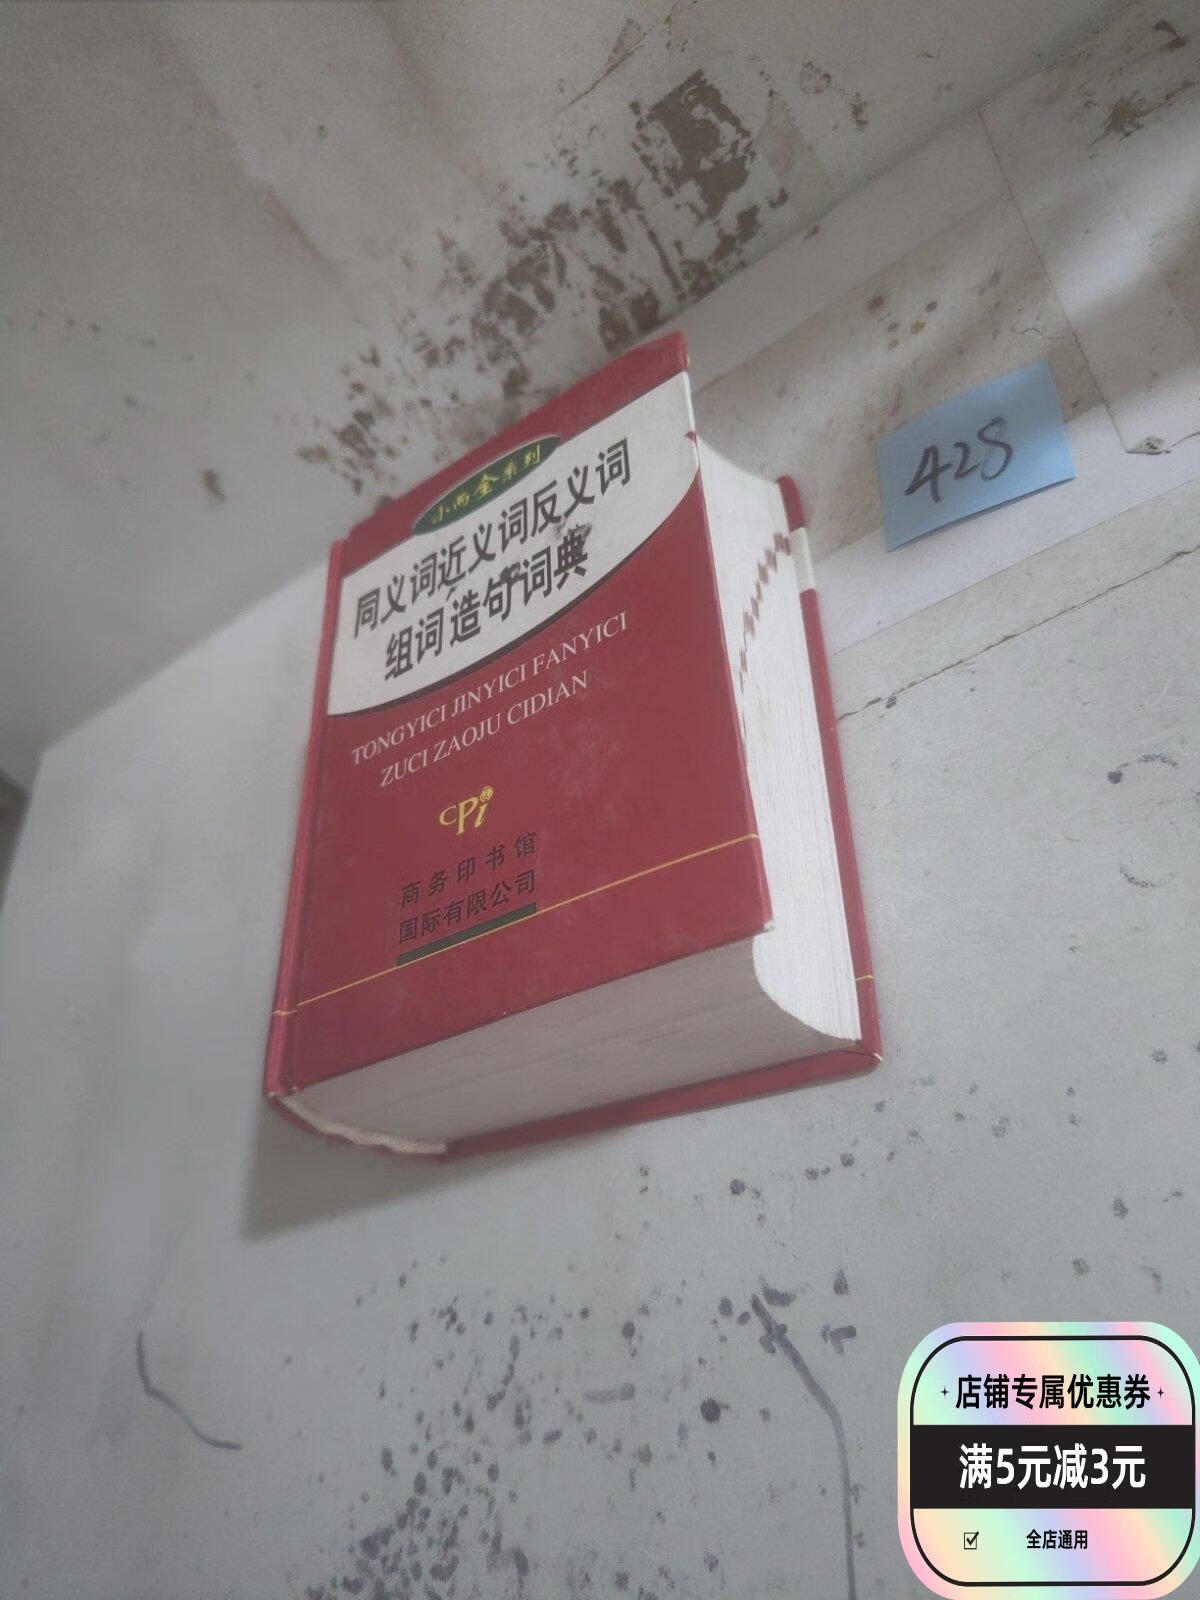 小而全系列
同义词近义词反义词
组词造句词典
TONGYICI JINYICI FANYICI
ZUCI ZAOJU CIDIAN
CPi
商务印书馆
国际有限公司
428
店铺专属优惠券
满5元减3元
全店通用